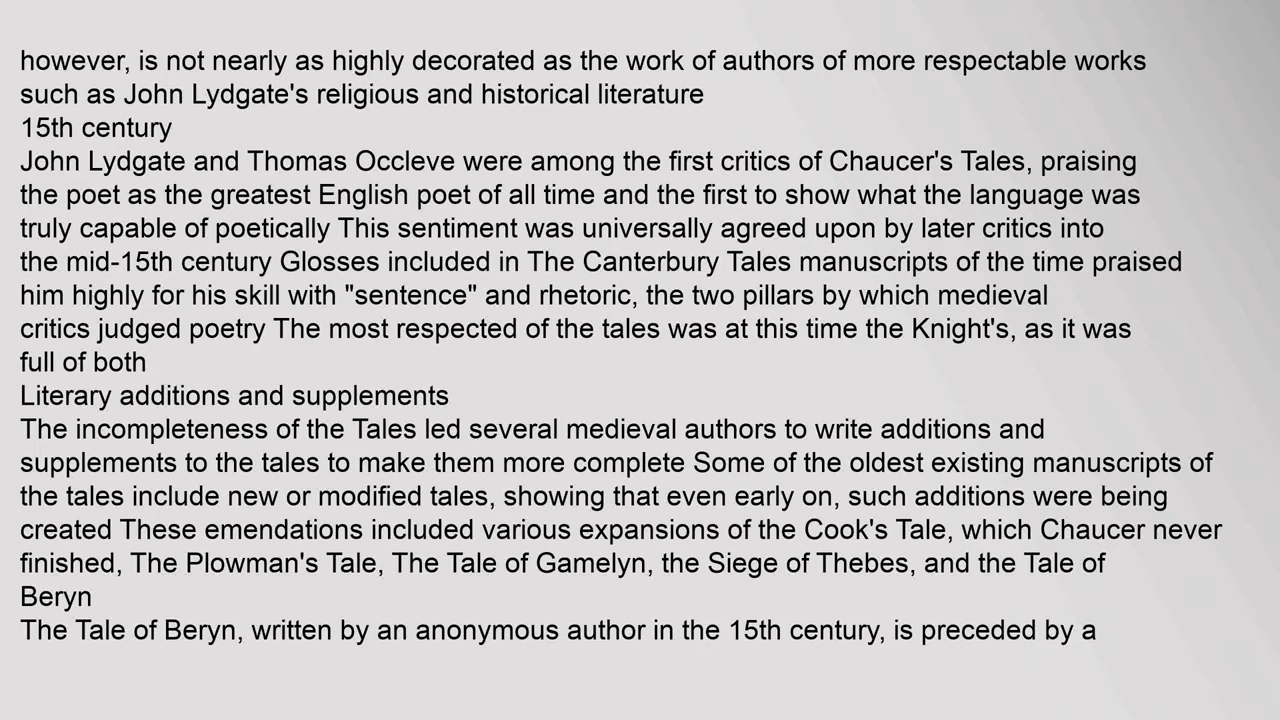 however, is not nearly as highly decorated as the work of authors of more respectable works
such as John Lydgate's religious and historical literature
15th century
John Lydgate and Thomas Occleve were among the first critics of Chaucer's Tales, praising
the poet as the greatest English poet of all time and the first to show what the language was
truly capable of poetically This sentiment was universally agreed upon by later critics into
the mid-15th century Glosses included in The Canterbury Tales manuscripts of the time praised
him highly for his skill with "sentence" and rhetoric, the two pillars by which medieval
critics judged poetry The most respected of the tales was at this time the Knight's, as it was
full of both
Literary additions and supplements
The incompleteness of the Tales led several medieval authors to write additions and
supplements to the tales to make them more complete Some of the oldest existing manuscripts of
the tales include new or modified tales, showing that even early on, such additions were being
created These emendations included various expansions of the Cook's Tale, which Chaucer never
finished, The Plowman's Tale, The Tale of Gamelyn, the Siege of Thebes, and the Tale of
Beryn
The Tale of Beryn, written by an anonymous author in the 15th century, is preceded by a